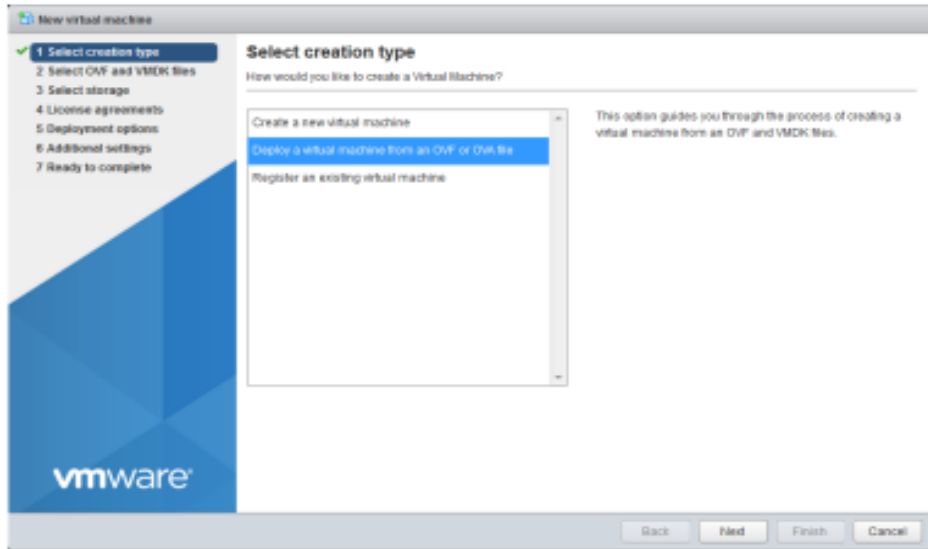 New virtual machine
1 Select creation type
2 Select OVF and VMDK files
3 Select storage
4 License agreements
5 Deployment options
6 Additional settings
7 Ready to complete
vmware
Select creation type
How would you like to create a Virtual Machine?
Create a new virtual machine
Deploy a virtual machine from an OVF or OVA file
Register an existing virtual machine
This option guides you through the process of creating a
virtual machine from an OVF and VMDK files.
Back Next Finish Cancel